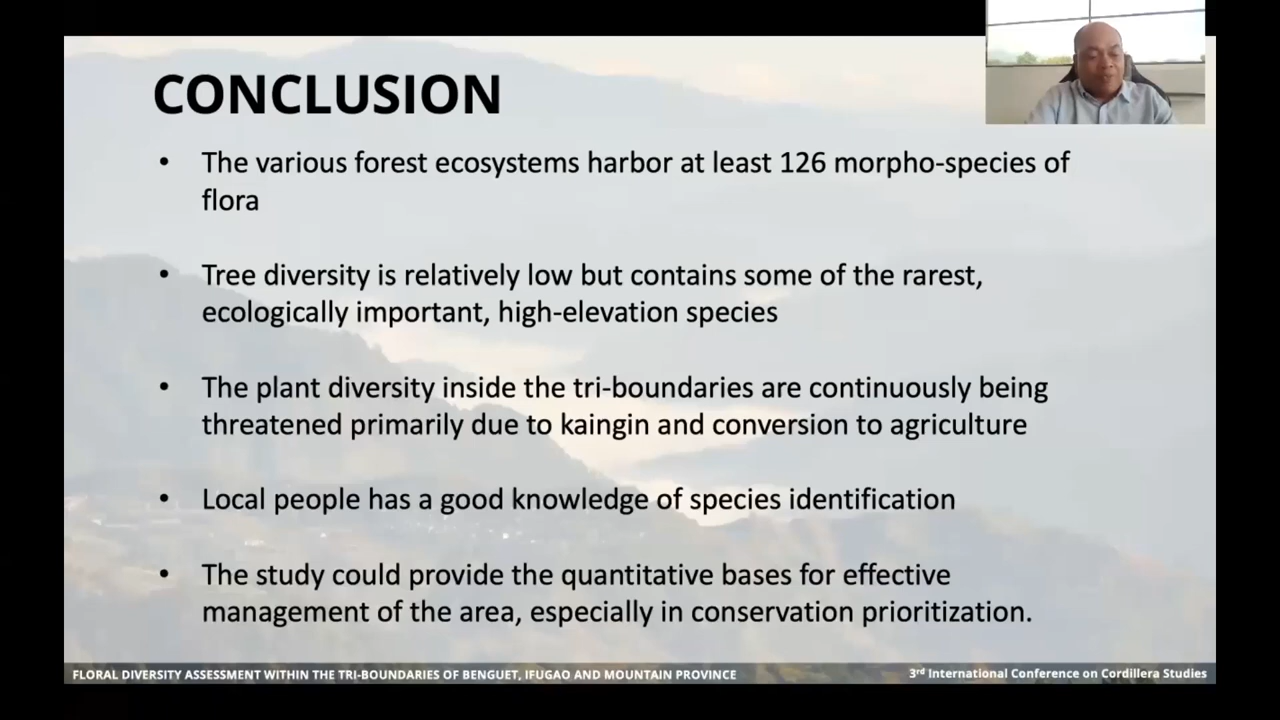 CONCLUSION
• The various forest ecosystems harbor at least 126 morpho-species of
flora
• Tree diversity is relatively low but contains some of the rarest,
ecologically important, high-elevation species
• The plant diversity inside the tri-boundaries are continuously being
threatened primarily due to kaingin and conversion to agriculture
• Local people has a good knowledge of species identification
• The study could provide the quantitative bases for effective
management of the area, especially in conservation prioritization.
FLORAL DIVERSITY ASSESSMENT WITHIN THE TRI-BOUNDARIES OF BENGUET, IFUGAO AND MOUNTAIN PROVINCE
3rd International Conference on Cordillera Studies